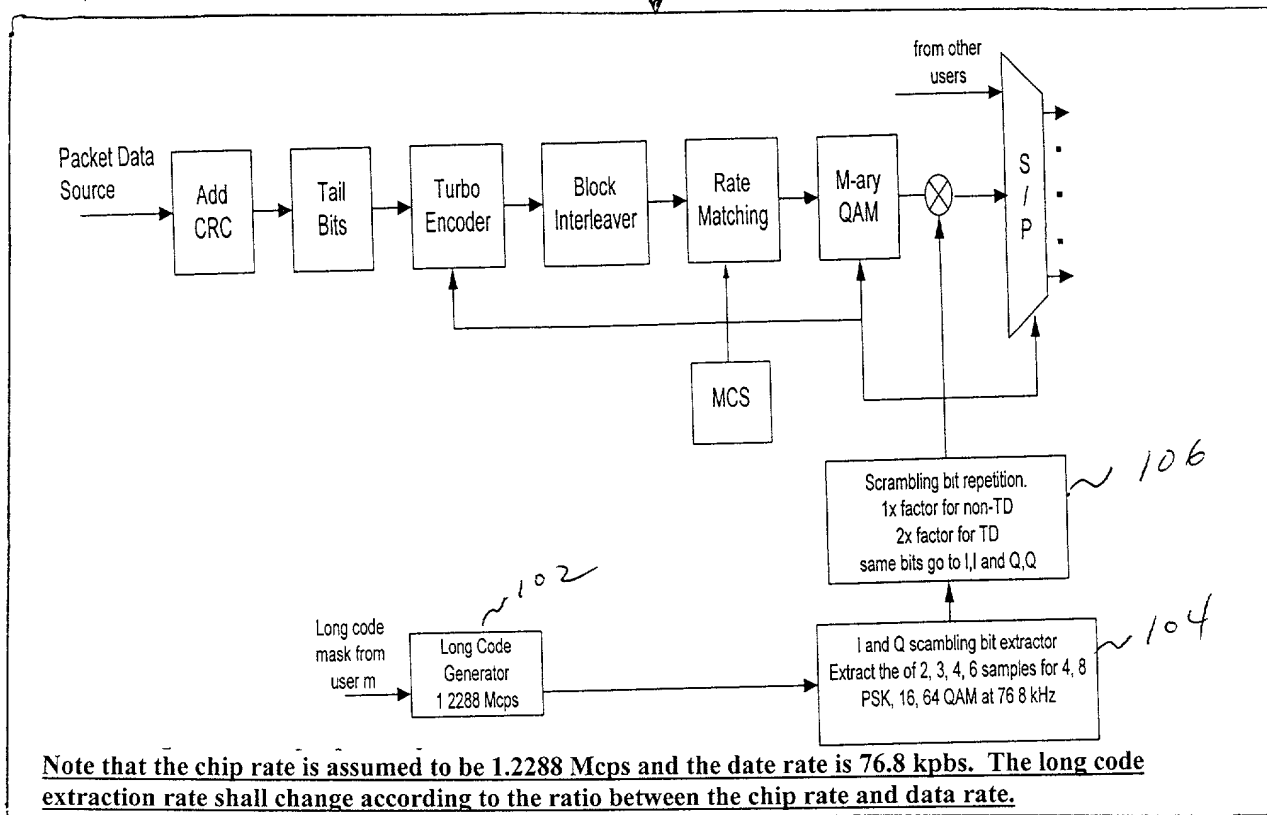 from other
users
Packet Data
Source
Add
CRC
Tail
Bits
Turbo
Encoder
Block
Interleaver
Rate
Matching
M-ary
QAM
S
/
P
MCS
Scrambling bit repetition.
1x factor for non-TD
2x factor for TD
same bits go to I,I and Q,Q
106
102
Long code
mask from
user m
Long Code
Generator
1 2288 Mcps
I and Q scambling bit extractor
Extract the of 2, 3, 4, 6 samples for 4, 8
PSK, 16, 64 QAM at 76 8 kHz
104
Note that the chip rate is assumed to be 1.2288 Mcps and the date rate is 76.8 kpbs. The long code
extraction rate shall change according to the ratio between the chip rate and data rate.